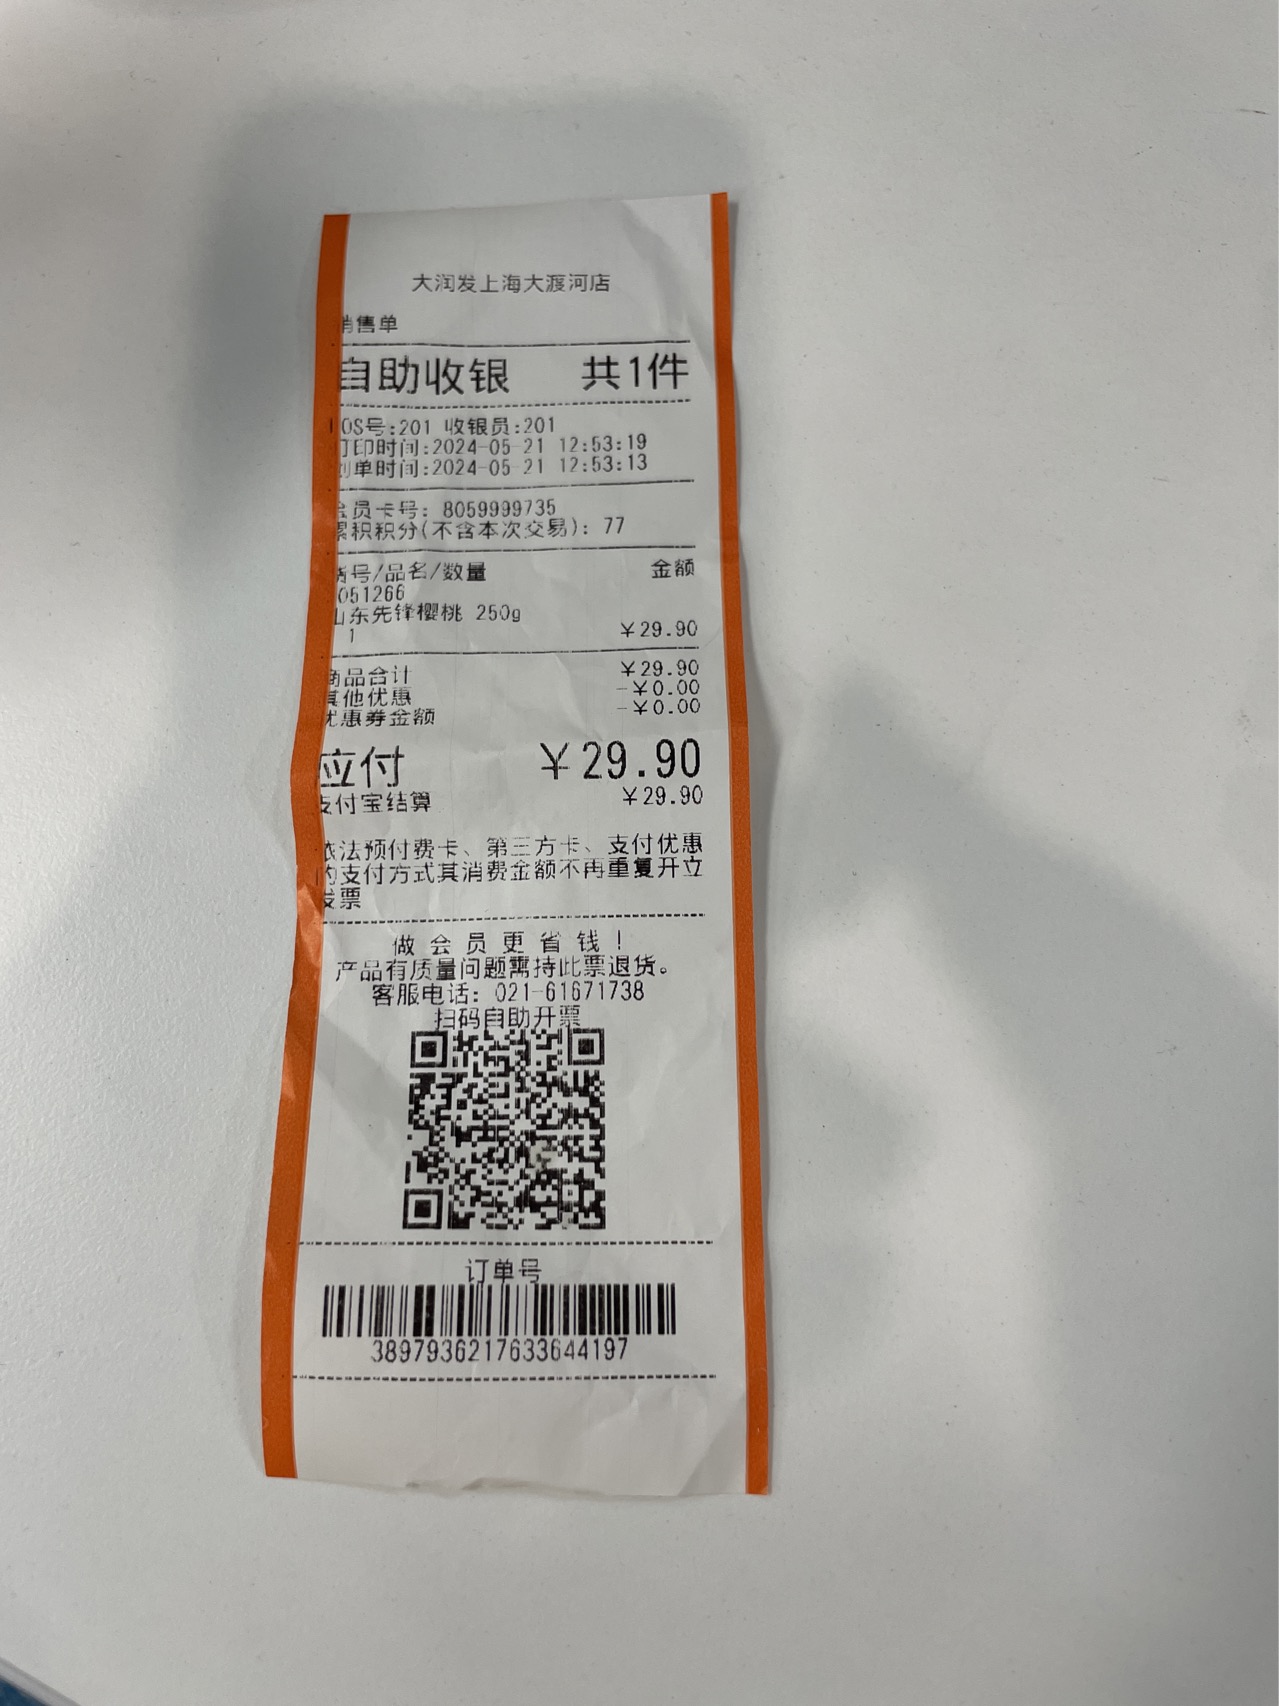 大润发上海大渡河店
销售单
自助收银 共1件
POS号:201 收银员:201
打印时间:2024-05-21 12:53:19
划单时间:2024-05-21 12:53:13
会员卡号: 8059999735
累积积分(不含本次交易): 77
货号/品名/数量 金额
051266
山东先锋樱桃 250g
1 ¥29.90
商品合计 ¥29.90
其他优惠 -¥0.00
优惠券金额 -¥0.00
应付 ¥29.90
支付宝结算 ¥29.90
依法预付费卡、第三方卡、支付优惠
的支付方式其消费金额不再重复开立
发票
做会员更省钱!
产品有质量问题需持此票退货。
客服电话: 021-61671738
扫码自助开票
订单号
38979362176336441​97